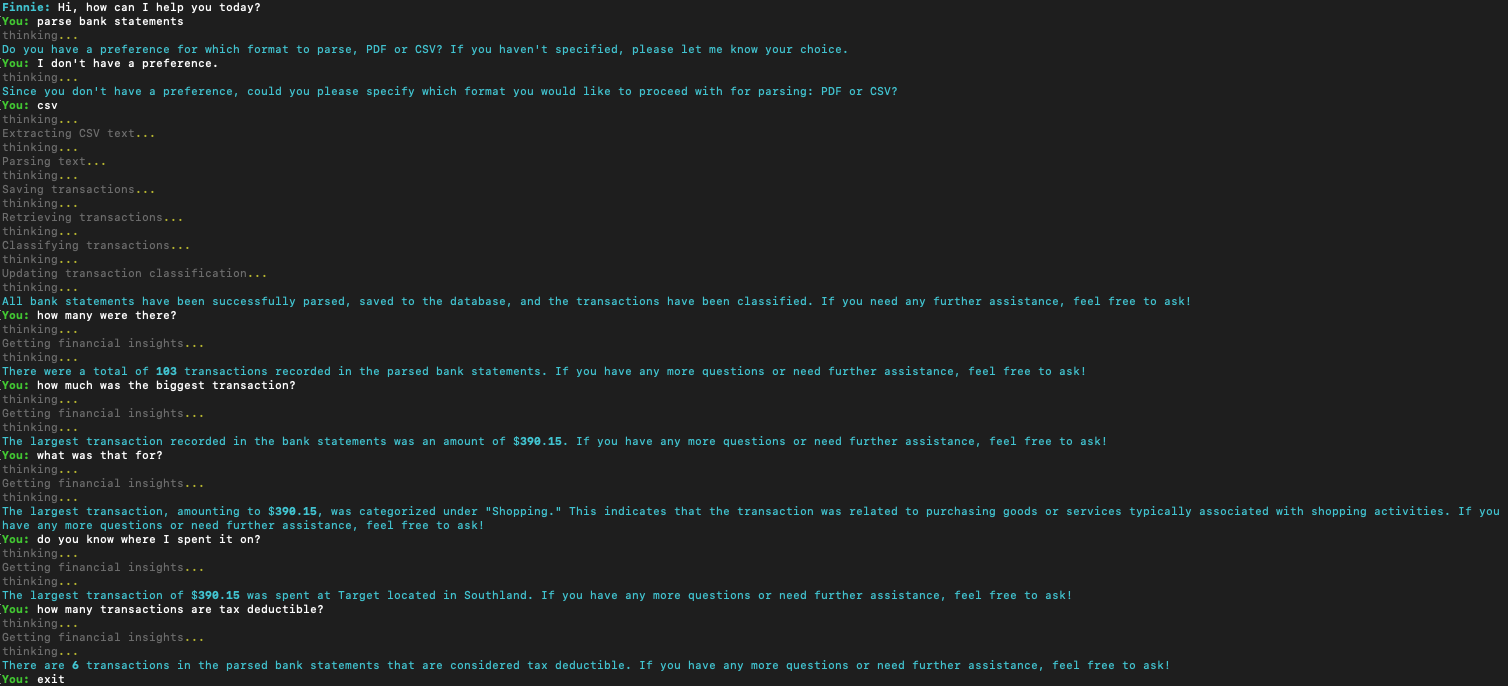 Finnie: Hi, how can I help you today?
[You: parse bank statements
thinking...
Do you have a preference for which format to parse, PDF or CSV? If you haven't specified, please let me know your choice.
[You: I don't have a preference.
thinking...
Since you don't have a preference, could you please specify which format you would like to proceed with for parsing: PDF or CSV?
[You: csv
thinking...
Extracting CSV text...
thinking...
Parsing text...
thinking...
Saving transactions...
thinking...
Retrieving transactions...
thinking...
Classifying transactions...
thinking...
Updating transaction classification...
thinking...
All bank statements have been successfully parsed, saved to the database, and the transactions have been classified. If you need any further assistance, feel free to ask!
[You: how many were there?
thinking...
Getting financial insights...
thinking...
There were a total of 103 transactions recorded in the parsed bank statements. If you have any more questions or need further assistance, feel free to ask!
[You: how much was the biggest transaction?
thinking...
Getting financial insights...
thinking...
The largest transaction recorded in the bank statements was an amount of $390.15. If you have any more questions or need further assistance, feel free to ask!
[You: what was that for?
thinking...
Getting financial insights...
thinking...
The largest transaction, amounting to $390.15, was categorized under "Shopping." This indicates that the transaction was related to purchasing goods or services typically associated with shopping activities. If you
have any more questions or need further assistance, feel free to ask!
[You: do you know where I spent it on?
thinking...
Getting financial insights...
thinking...
The largest transaction of $390.15 was spent at Target located in Southland. If you have any more questions or need further assistance, feel free to ask!
[You: how many transactions are tax deductible?
thinking...
Getting financial insights...
thinking...
There are 6 transactions in the parsed bank statements that are considered tax deductible. If you have any more questions or need further assistance, feel free to ask!
[You: exit